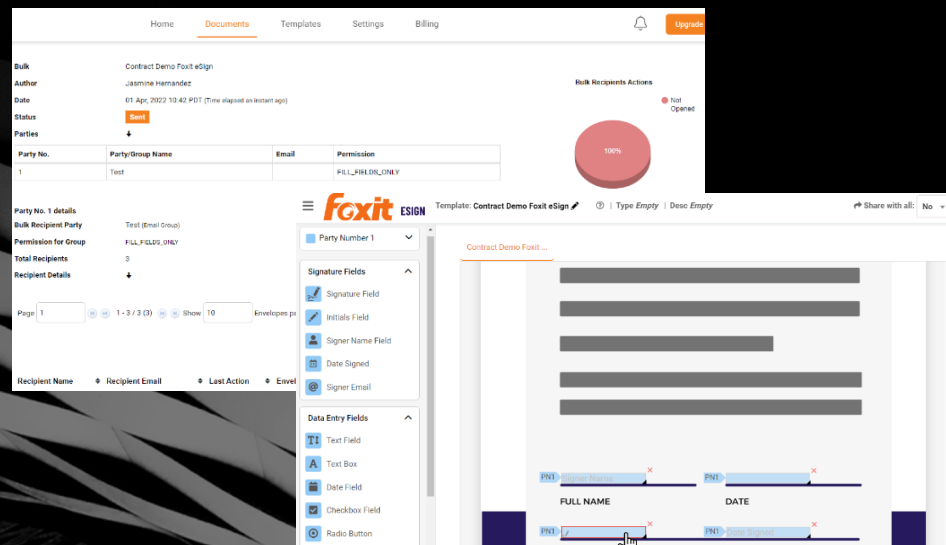 Home Documents Templates Settings Billing Upgrade
Bulk Contract Demo Foxit eSign
Author Jasmine Hernandez
Date 01 Apr, 2022 10:42 PDT (Time elapsed an instant ago)
Status Sent
Parties
Party No. Party/Group Name Email Permission
1 Test FILL_FIELDS_ONLY
Bulk Recipients Actions
Not
Opened
100%
Party No. 1 details
Bulk Recipient Party Test (Email Group)
Permission for Group FILL_FIELDS_ONLY
Total Recipients 3
Recipient Details
Page 1 1 - 3 / 3 (3) Show 10 Envelopes
Recipient Name Recipient Email Last Action
Foxit ESIGN Template: Contract Demo Foxit eSign | Type Empty | Desc Empty Share with all: No
Party Number 1
Contract Demo Foxit ...
Signature Fields
Signature Field
Initials Field
Signer Name Field
Date Signed
Signer Email
Data Entry Fields
T Text Field
A Text Box
Date Field
Checkbox Field
Radio Button
PN1 Signer Name PN1
FULL NAME DATE
PN1 PN1 Date Signed